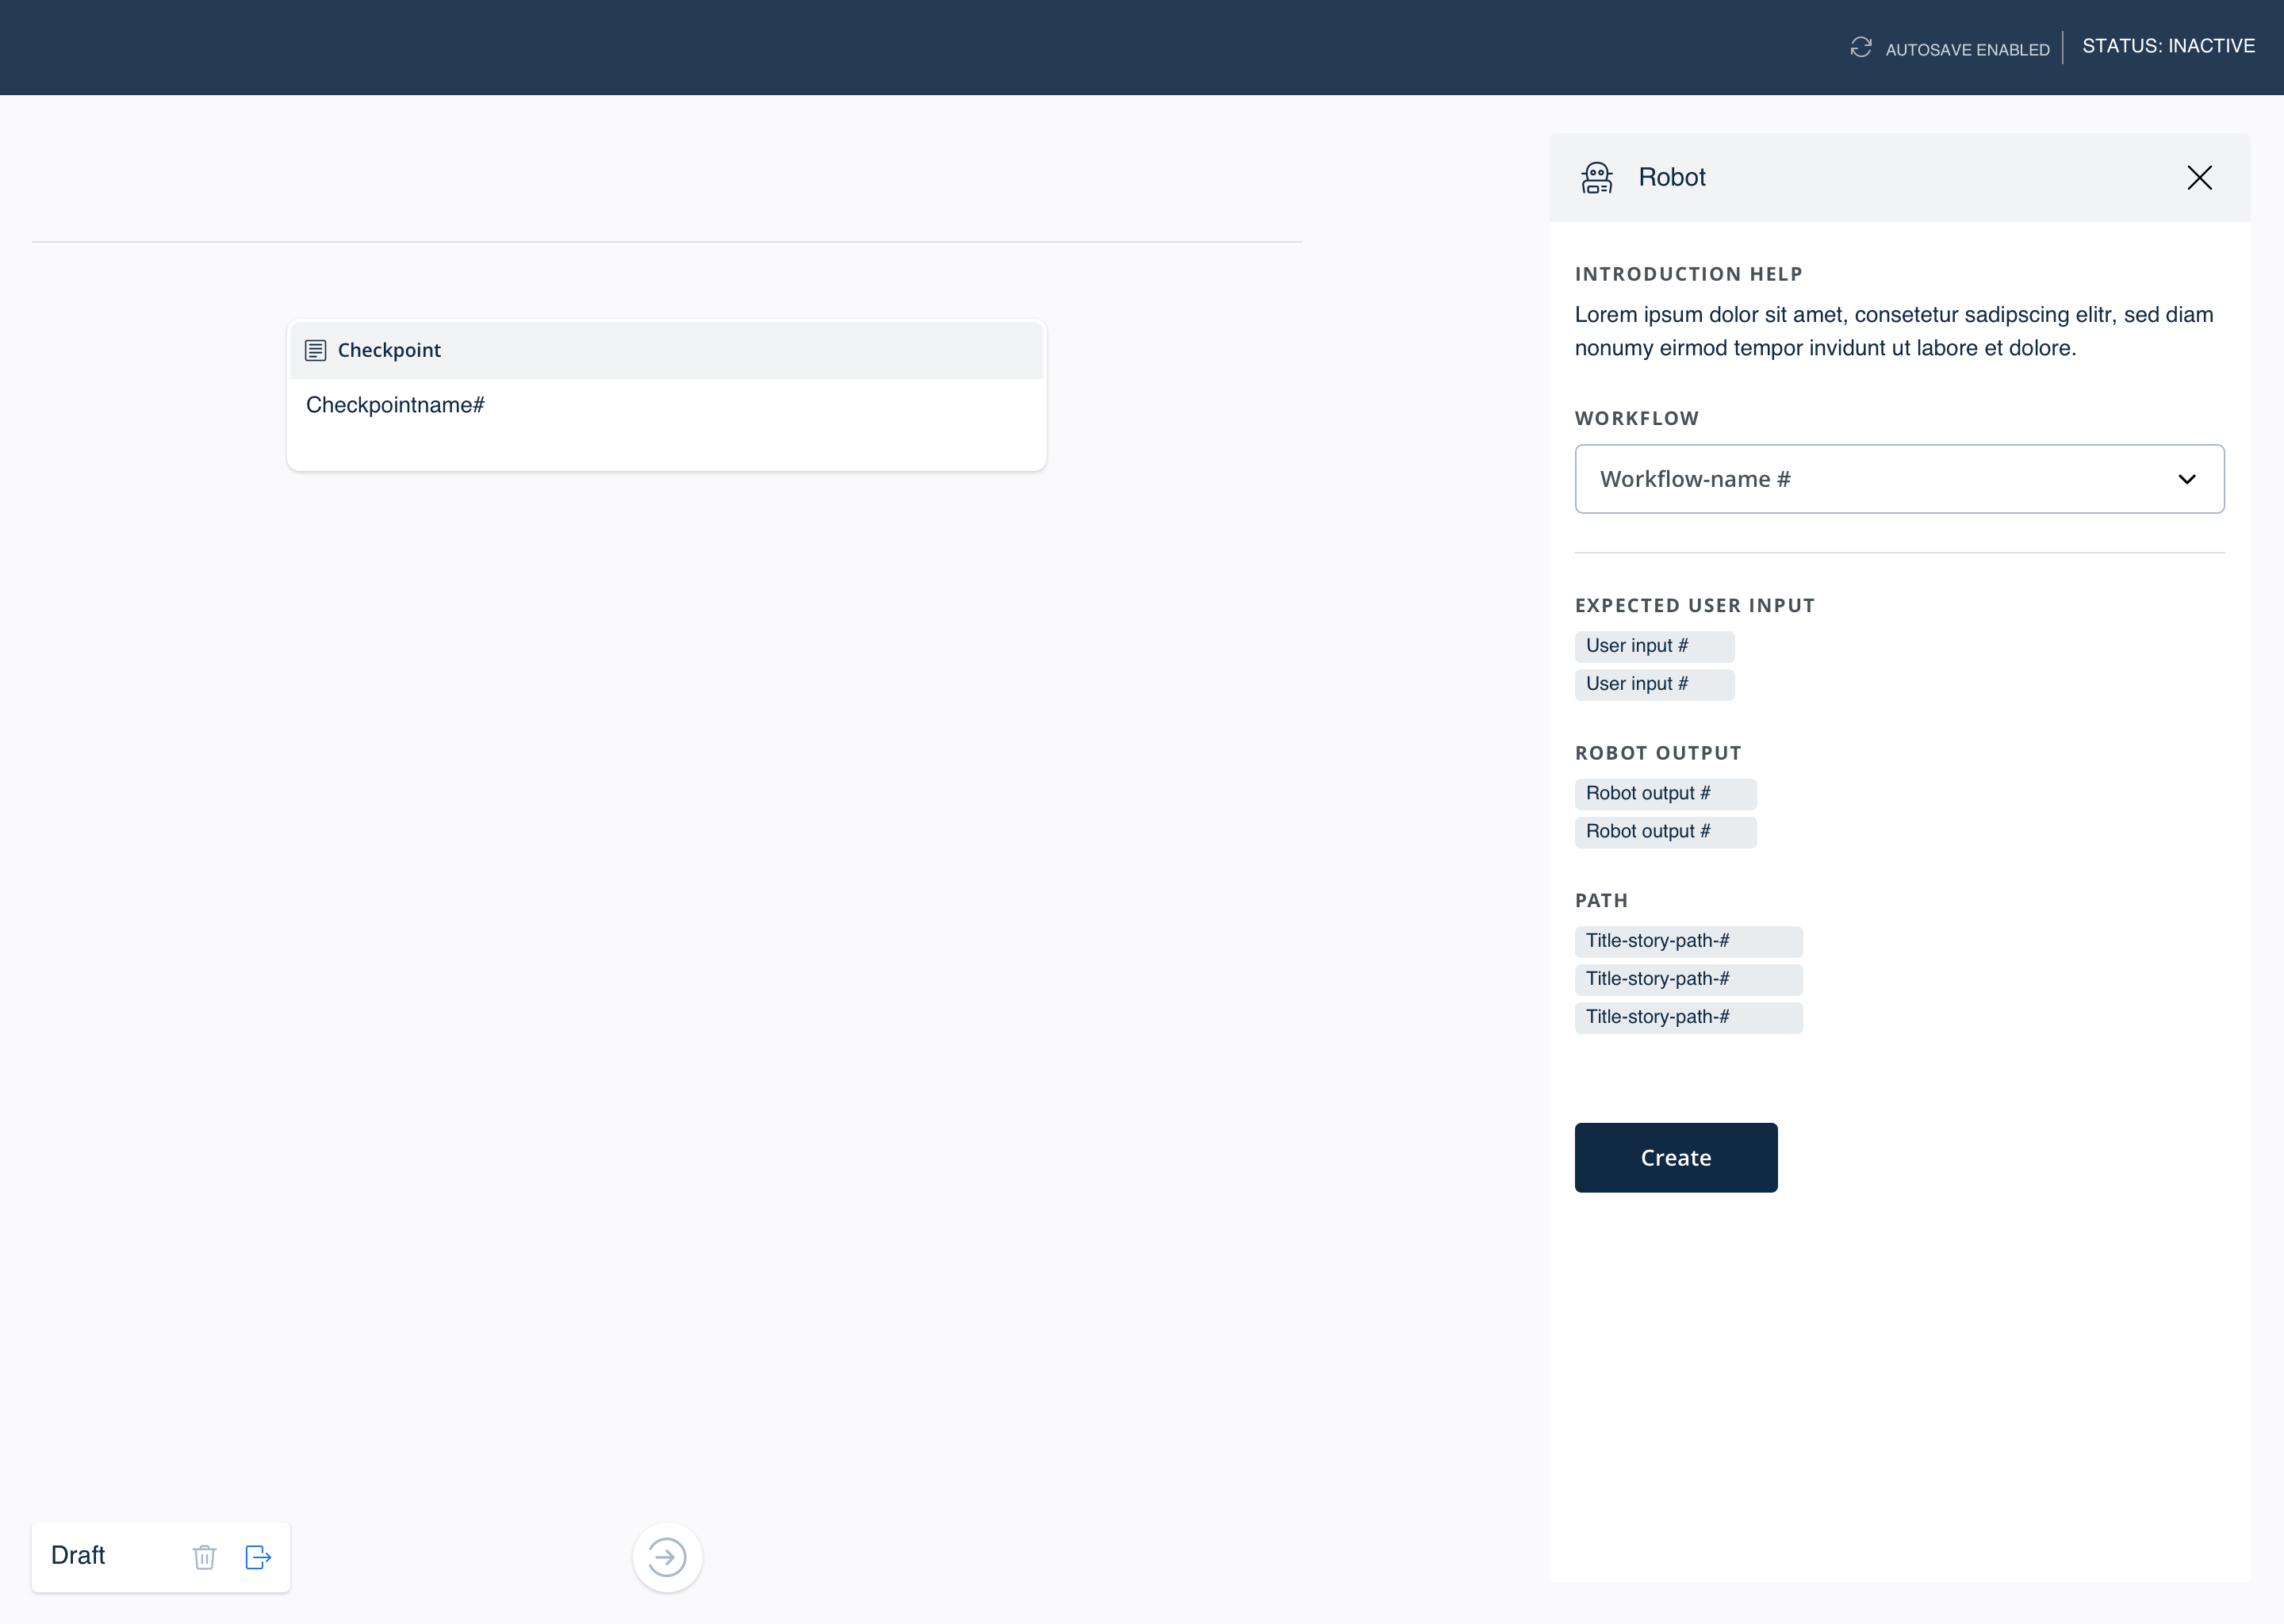 AUTOSAVE ENABLED
STATUS: INACTIVE
Checkpoint
Checkpointname#
Draft
Robot
INTRODUCTION HELP
Lorem ipsum dolor sit amet, consetetur sadipscing elitr, sed diam
nonumy eirmod tempor invidunt ut labore et dolore.
WORKFLOW
Workflow-name #
EXPECTED USER INPUT
User input #
User input #
ROBOT OUTPUT
Robot output #
Robot output #
PATH
Title-story-path-#
Title-story-path-#
Title-story-path-#
Create